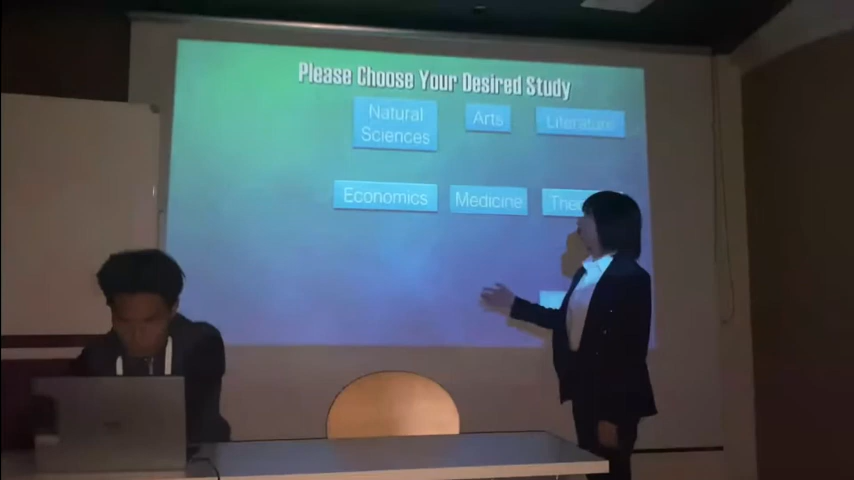 Please Choose Your Desired Study
Natural
Sciences
Arts
Literature
Economics
Medicine